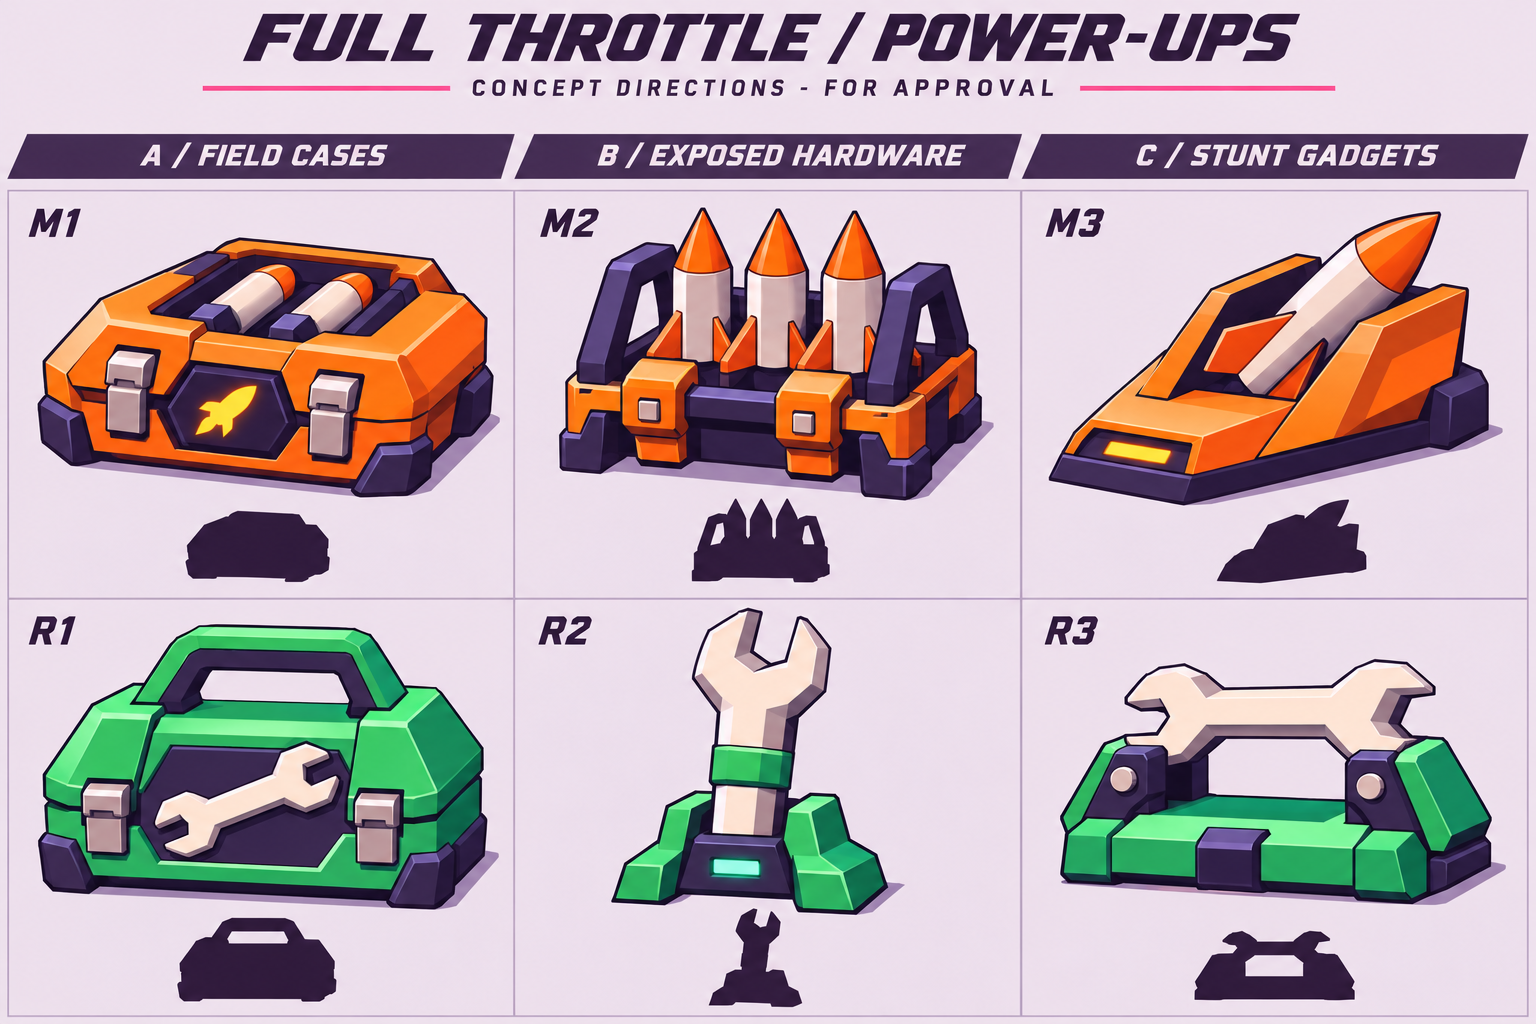 FULL THROTTLE / POWER-UPS
CONCEPT DIRECTIONS - FOR APPROVAL
A / FIELD CASES
B / EXPOSED HARDWARE
C / STUNT GADGETS
M1
M2
M3
R1
R2
R3